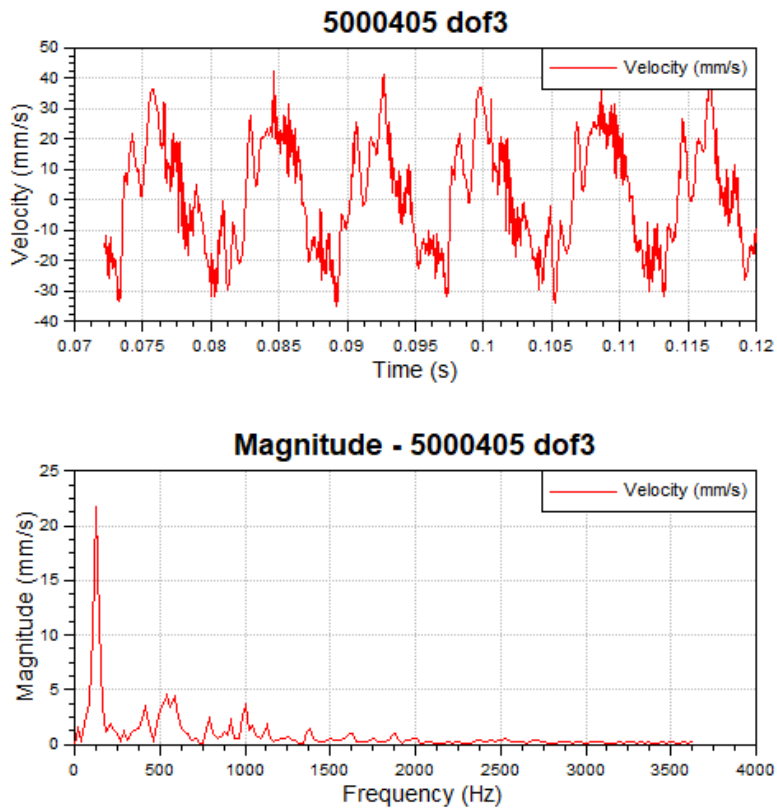 5000405 dof3
50
40
30
20
10
0
-10
-20
-30
-40
Velocity (mm/s)
Velocity (mm/s)
0.07 0.075 0.08 0.085 0.09 0.095 0.1 0.105 0.11 0.115 0.12
Time (s)
Magnitude - 5000405 dof3
25
20
15
10
5
0
Magnitude (mm/s)
Velocity (mm/s)
0 500 1000 1500 2000 2500 3000 3500 4000
Frequency (Hz)